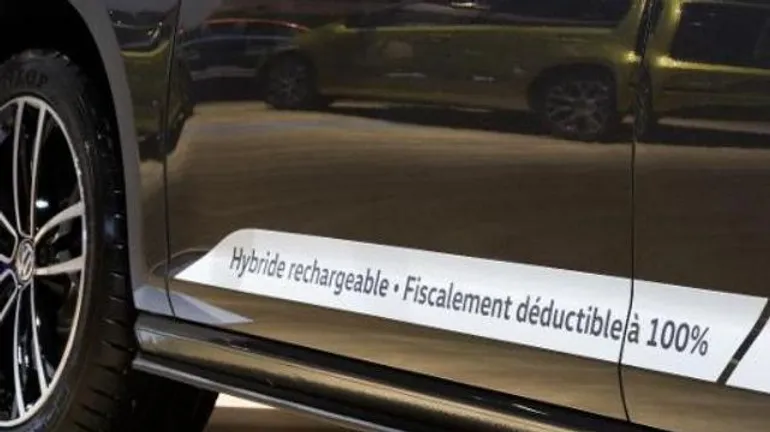 Hybride rechargeable • Fiscalement déductible à 100%